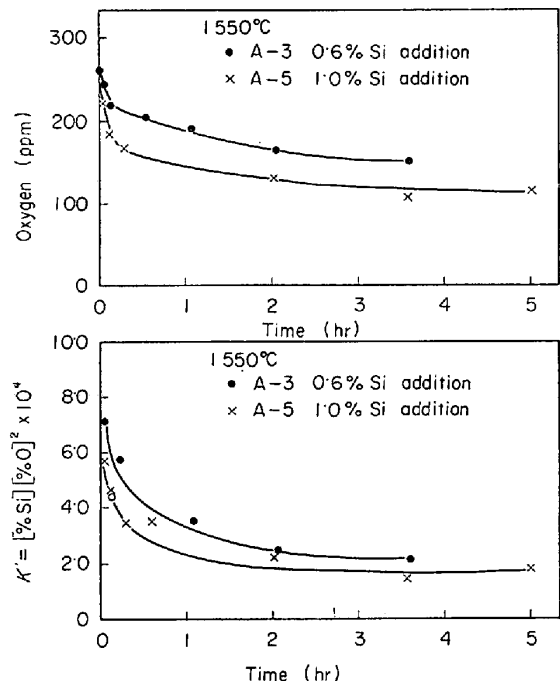 1550°C
● A-3 0·6% Si addition
× A-5 1·0% Si addition
Oxygen (ppm)
300
200
100
0
0 1 2 3 4 5
Time (hr)
1550°C
● A-3 0·6% Si addition
× A-5 1·0% Si addition
K' = [%Si][%O]² × 10⁴
10·0
8·0
6·0
4·0
2·0
0
0 1 2 3 4 5
Time (hr)